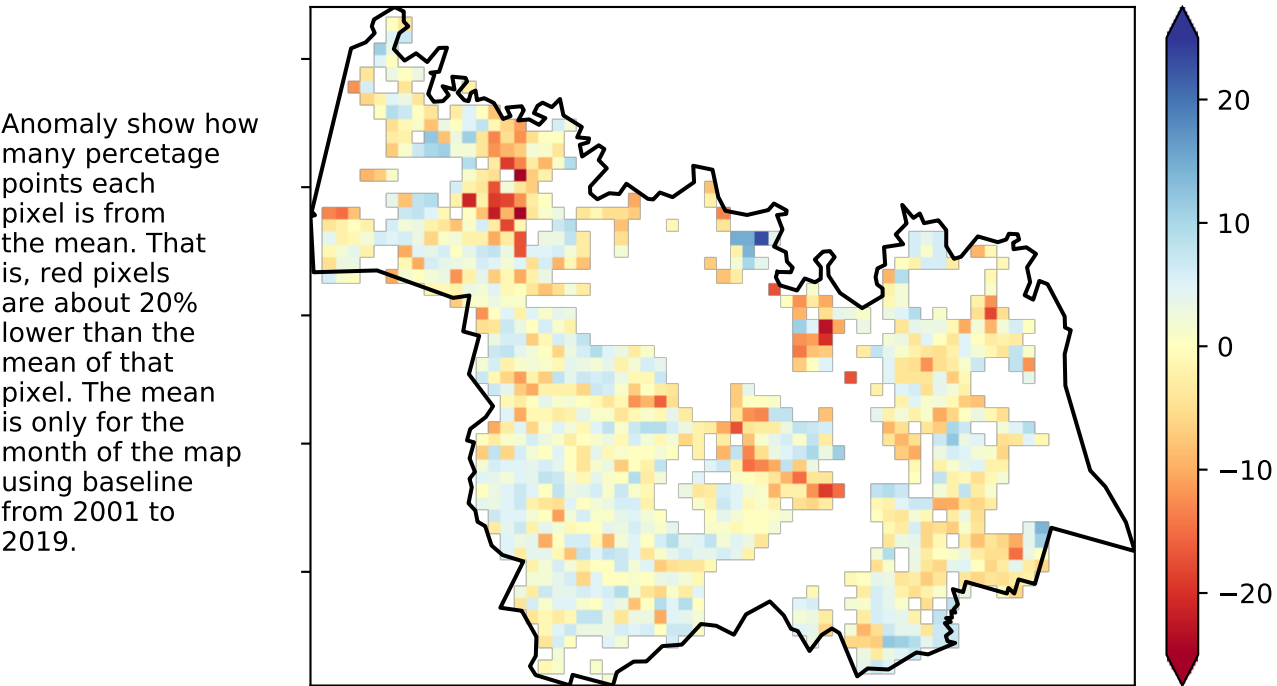 Anomaly show how
many percetage
points each
pixel is from
the mean. That
is, red pixels
are about 20%
lower than the
mean of that
pixel. The mean
is only for the
month of the map
using baseline
from 2001 to
2019.
20
10
0
−10
−20